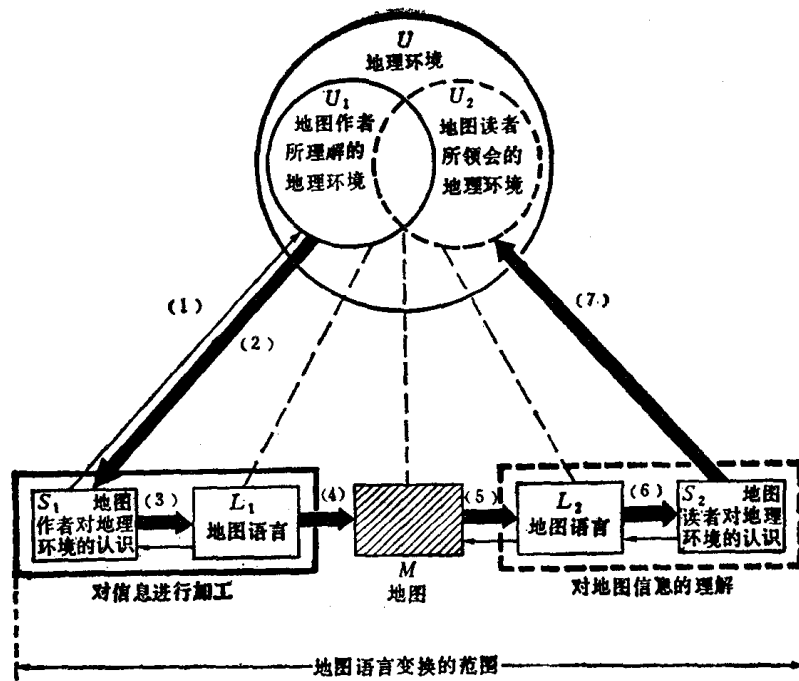 U
地理环境
U₁
地图作者
所理解的
地理环境
U₂
地图读者
所领会的
地理环境
(1)
(2)
(7)
S₁ 地图
作者对地理
环境的认识
(3)
L₁
地图语言
(4)
(5)
L₂
地图语言
(6)
S₂ 地图
读者对地理
环境的认识
对信息进行加工
M
地图
对地图信息的理解
地图语言变换的范围